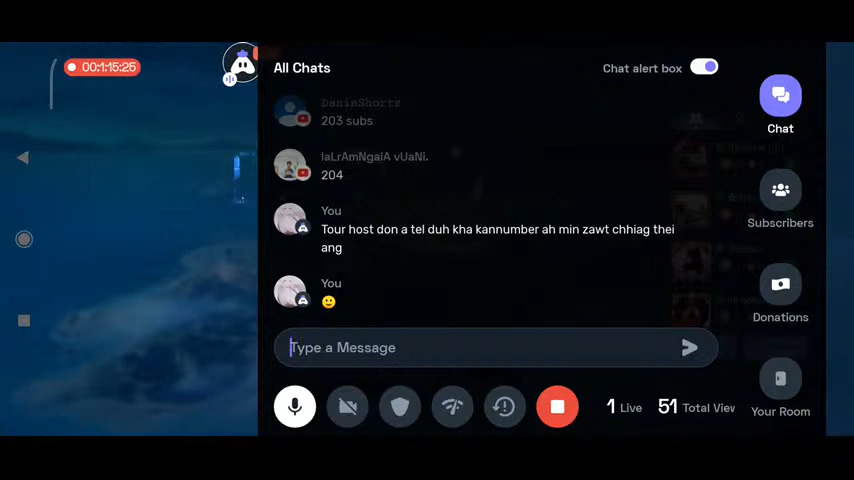 00:1:15:25
All Chats
Chat alert box
DanimShorts
203 subs
laLrAmNgaiA vUaNi.
204
You
Tour host don a tel duh kha kannumber ah min zawt chhiag thei
ang
You
🙂
Type a Message
1 Live
51 Total View
Chat
Subscribers
Donations
Your Room